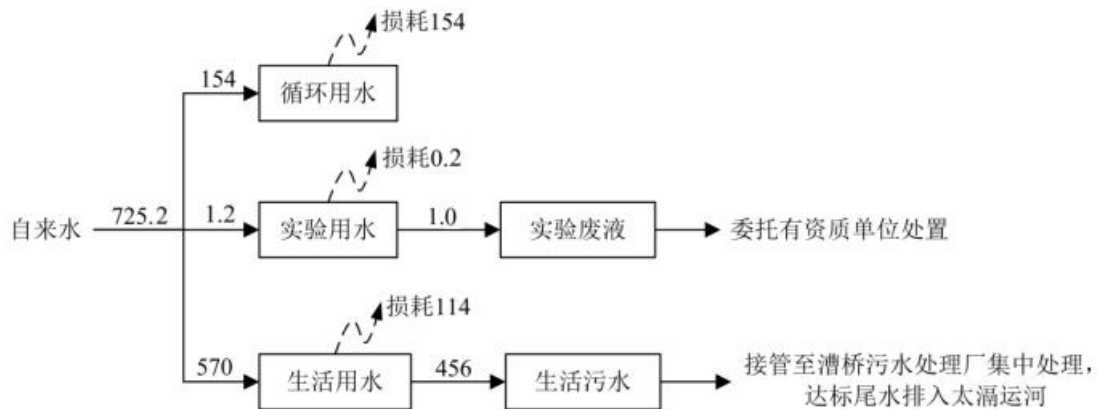 损耗154
154
循环用水
损耗0.2
自来水
725.2
1.2
实验用水
1.0
实验废液
委托有资质单位处置
损耗114
570
生活用水
456
生活污水
接管至漕桥污水处理厂集中处理，
达标尾水排入太滆运河